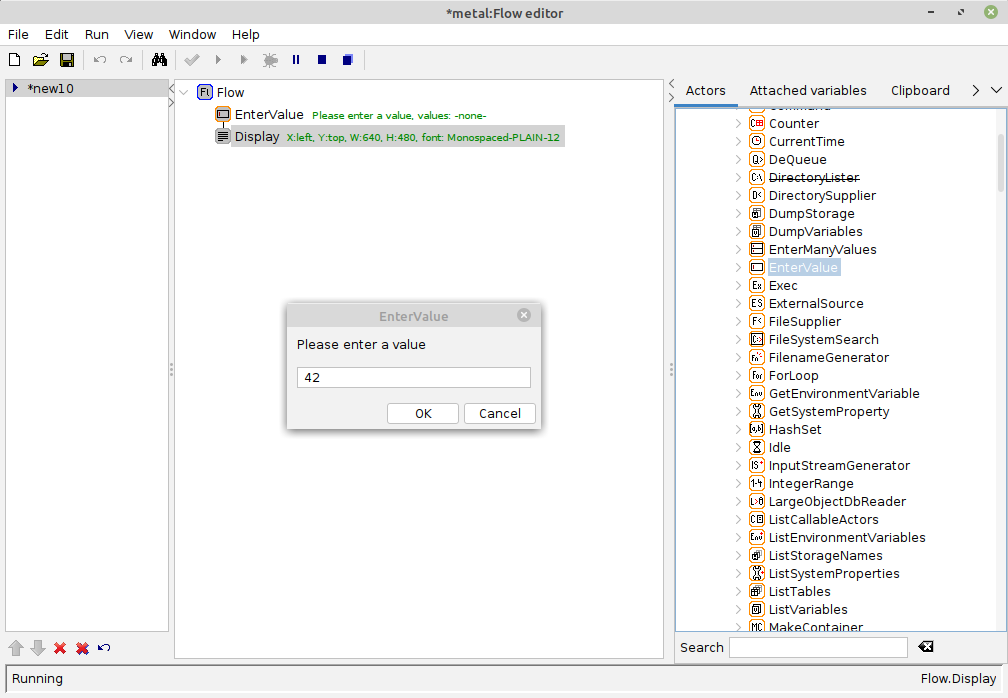 *metal:Flow editor
File Edit Run View Window Help
*new10
Flow
EnterValue Please enter a value, values: -none-
Display X:left, Y:top, W:640, H:480, font: Monospaced-PLAIN-12
EnterValue
Please enter a value
42
OK Cancel
Actors Attached variables Clipboard
Command
Counter
CurrentTime
DeQueue
DirectoryLister
DirectorySupplier
DumpStorage
DumpVariables
EnterManyValues
EnterValue
Exec
ExternalSource
FileSupplier
FileSystemSearch
FilenameGenerator
ForLoop
GetEnvironmentVariable
GetSystemProperty
HashSet
Idle
InputStreamGenerator
IntegerRange
LargeObjectDbReader
ListCallableActors
ListEnvironmentVariables
ListStorageNames
ListSystemProperties
ListTables
ListVariables
MakeContainer
Search
Running Flow.Display